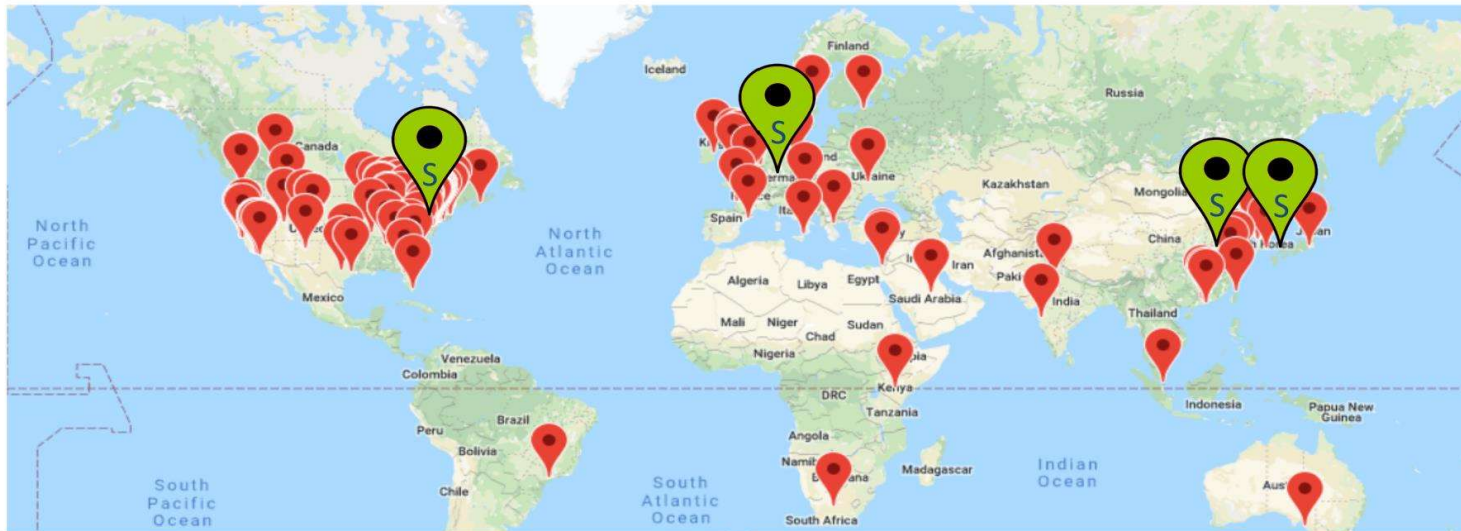 Finland
Iceland
Russia
Canada
S
S
S
S
Ukraine
Kazakhstan
Mongolia
North
Pacific
Ocean
North
Atlantic
Ocean
Spain
China
Afghanistan
Iran
Mexico
Algeria
Libya
Egypt
Saudi Arabia
India
Thailand
Mali
Niger
Chad
Sudan
Nigeria
Venezuela
Colombia
Kenya
DRC
Tanzania
Indonesia
Papua New
Guinea
Brazil
Peru
Bolivia
Angola
Madagascar
Indian
Ocean
South
Pacific
Ocean
South
Atlantic
Ocean
Chile
South Africa